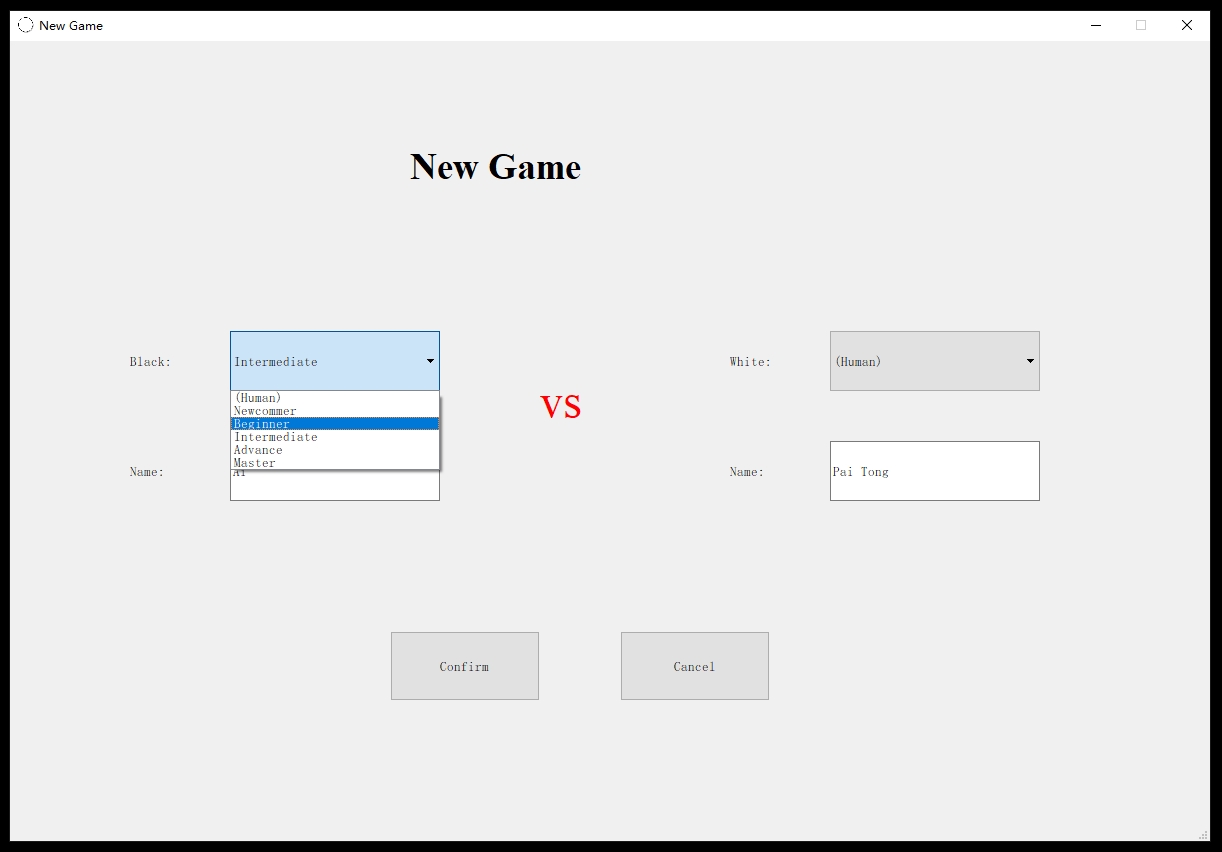 New Game
New Game
Black:
Intermediate
(Human)
Newcommer
Beginner
Intermediate
Advance
Master
Name:
AI
VS
White:
(Human)
Name:
Pai Tong
Confirm
Cancel